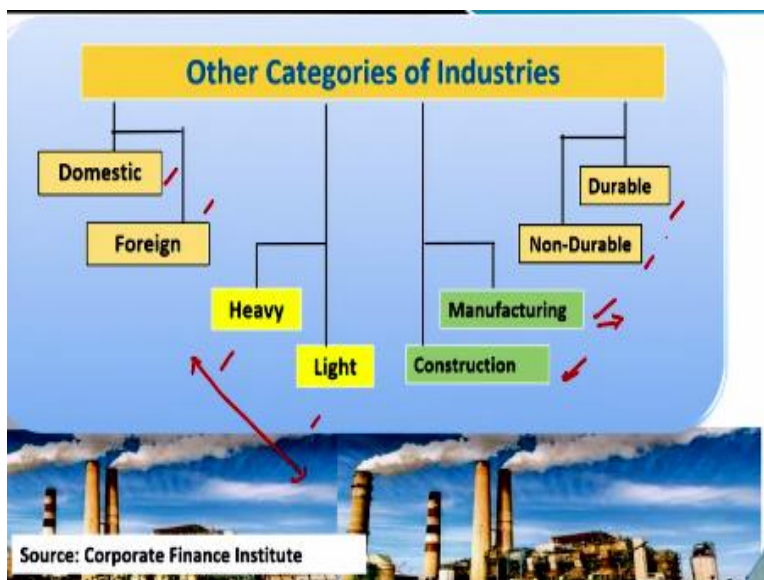 Other Categories of Industries
Domestic
Durable
Foreign
Non-Durable
Heavy
Manufacturing
Light
Construction
Source: Corporate Finance Institute